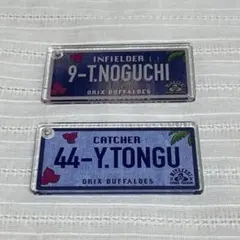 INFIELDER
9-T.NOGUCHI
ORIX BUFFALOES
CATCHER
44-Y.TONGU
ORIX BUFFALOES